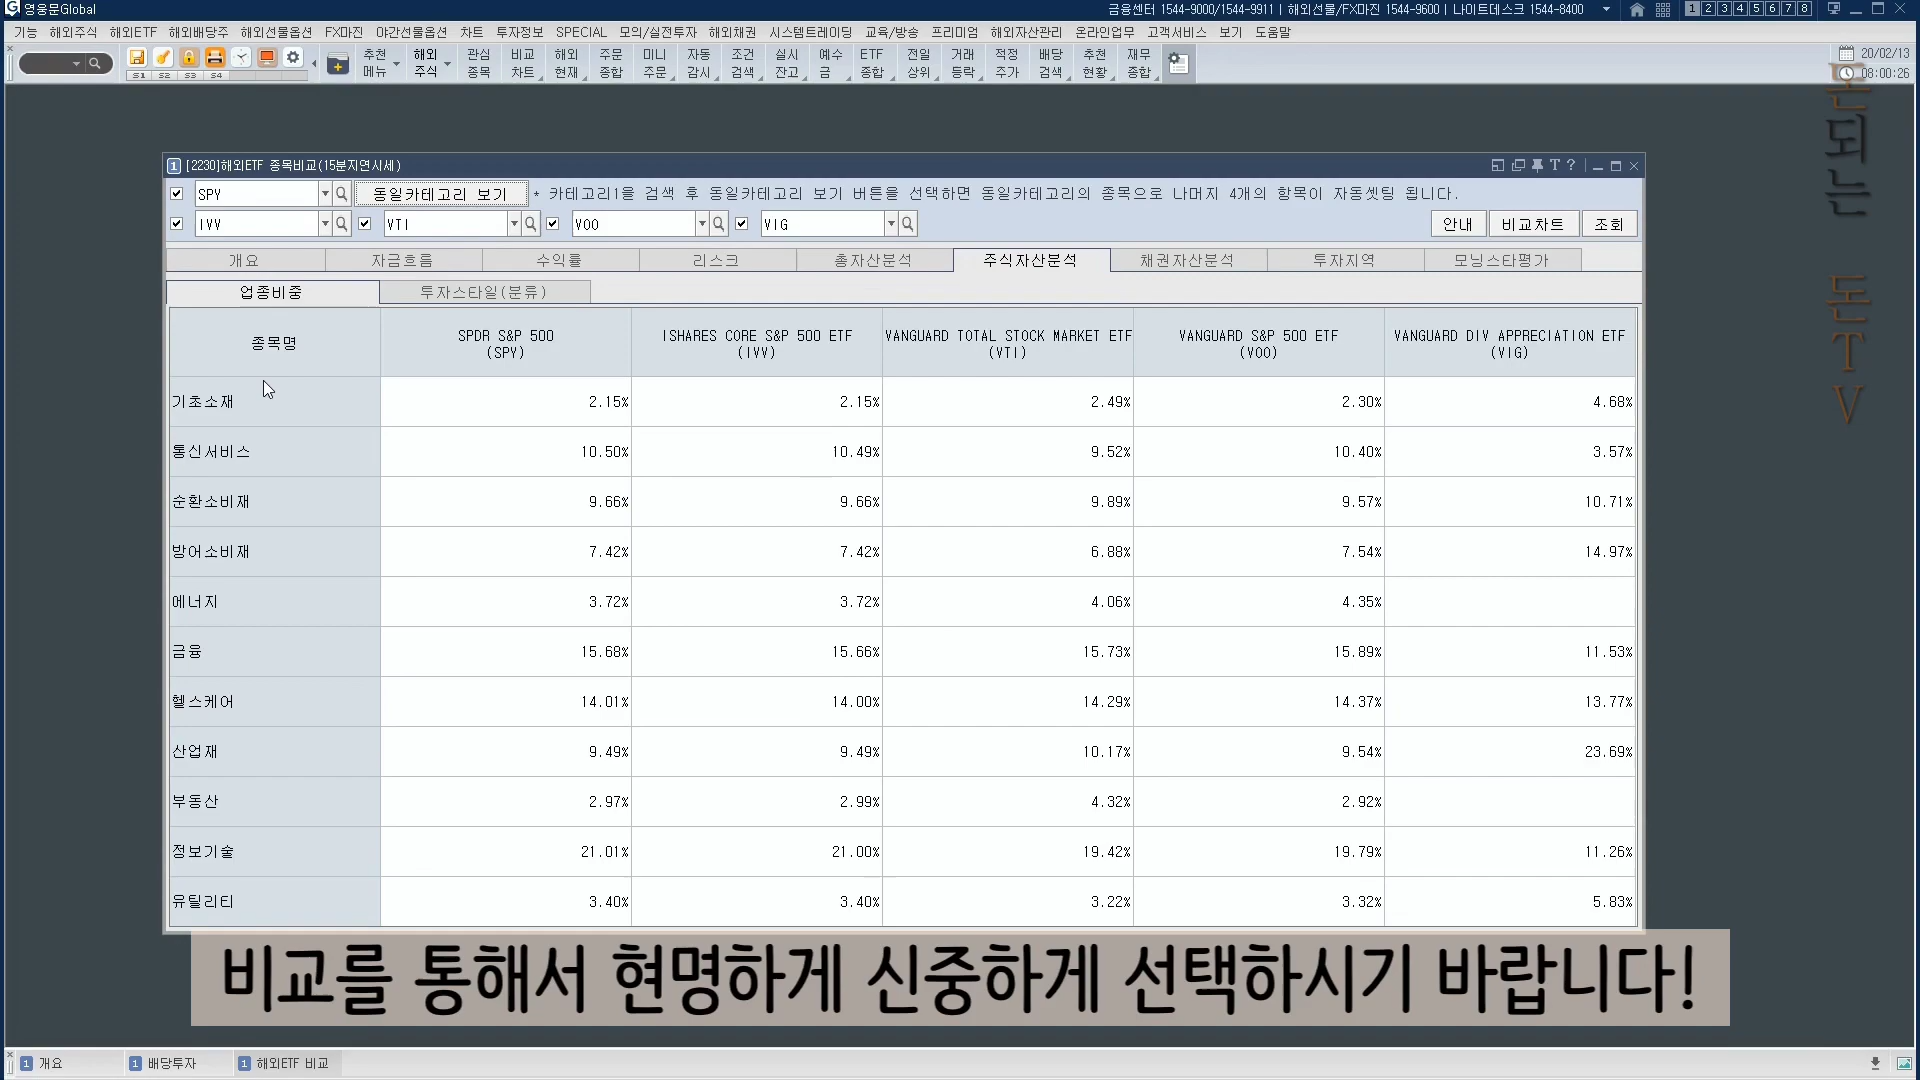 영웅문Global
금융센터 1544-9000/1544-9911 | 해외선물/FX마진 1544-9600 | 나이트데스크 1544-8400
1 2 3 4 5 6 7 8
기능 해외주식 해외ETF 해외배당주 해외선물옵션 FX마진 야간선물옵션 차트 투자정보 SPECIAL 모의/실전투자 해외채권 시스템트레이딩 교육/방송 프리미엄 해외자산관리 온라인업무 고객서비스 보기 도움말
S1 S2 S3 S4
추천 메뉴 해외 주식 관심 종목 비교 차트 해외 현재 주문 종합 미니 주문 자동 감시 조건 검색 실시 잔고 예수 금 ETF 종합 전일 상위 거래 등락 적정 주가 배당 검색 추천 현황 재무 종합
20/02/13
08:00:26
돈되는 돈TV
1 [2230]해외ETF 종목비교(15분지연시세)
T ?
SPY 동일카테고리 보기 * 카테고리1을 검색 후 동일카테고리 보기 버튼을 선택하면 동일카테고리의 종목으로 나머지 4개의 항목이 자동셋팅 됩니다.
IVV VTI VOO VIG 안내 비교차트 조회
개요 자금흐름 수익률 리스크 총자산분석 주식자산분석 채권자산분석 투자지역 모닝스타평가
업종비중 투자스타일(분류)
종목명 SPDR S&P 500 (SPY) ISHARES CORE S&P 500 ETF (IVV) VANGUARD TOTAL STOCK MARKET ETF (VTI) VANGUARD S&P 500 ETF (VOO) VANGUARD DIV APPRECIATION ETF (VIG)
기초소재 2.15% 2.15% 2.49% 2.30% 4.68%
통신서비스 10.50% 10.49% 9.52% 10.40% 3.57%
순환소비재 9.66% 9.66% 9.89% 9.57% 10.71%
방어소비재 7.42% 7.42% 6.88% 7.54% 14.97%
에너지 3.72% 3.72% 4.06% 4.35%
금융 15.68% 15.66% 15.73% 15.89% 11.53%
헬스케어 14.01% 14.00% 14.29% 14.37% 13.77%
산업재 9.49% 9.49% 10.17% 9.54% 23.69%
부동산 2.97% 2.99% 4.32% 2.92%
정보기술 21.01% 21.00% 19.42% 19.79% 11.26%
유틸리티 3.40% 3.40% 3.22% 3.32% 5.83%
비교를 통해서 현명하게 신중하게 선택하시기 바랍니다!
1 개요 1 배당투자 1 해외ETF 비교